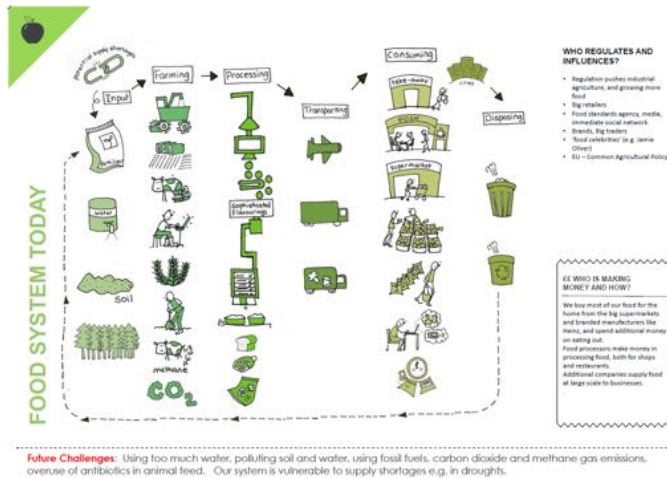 FOOD SYSTEM TODAY
Potential supply shortages
Input
Farming
Processing
Transporting
Consuming
Disposing
fertiliser
water
soil
methane
CO2
Sophisticated
Flavourings
take-away
POSH
supermarket
cities
WHO REGULATES AND
INFLUENCES?
• Regulation pushes industrial
agriculture, and growing more
food
• Big retailers
• Food standards agency, media,
immediate social network
• Brands, Big traders
• 'food celebrities' (e.g. Jamie
Oliver)
• EU – Common Agricultural Policy
££ WHO IS MAKING
MONEY AND HOW?
We buy most of our food for the
home from the big supermarkets
and branded manufacturers like
Heinz, and spend additional money
on eating out.
Food processors make money in
processing food, both for shops
and restaurants.
Additional companies supply food
at large scale to businesses.
Future Challenges: Using too much water, polluting soil and water, using fossil fuels, carbon dioxide and methane gas emissions,
overuse of antibiotics in animal feed. Our system is vulnerable to supply shortages e.g. in droughts.